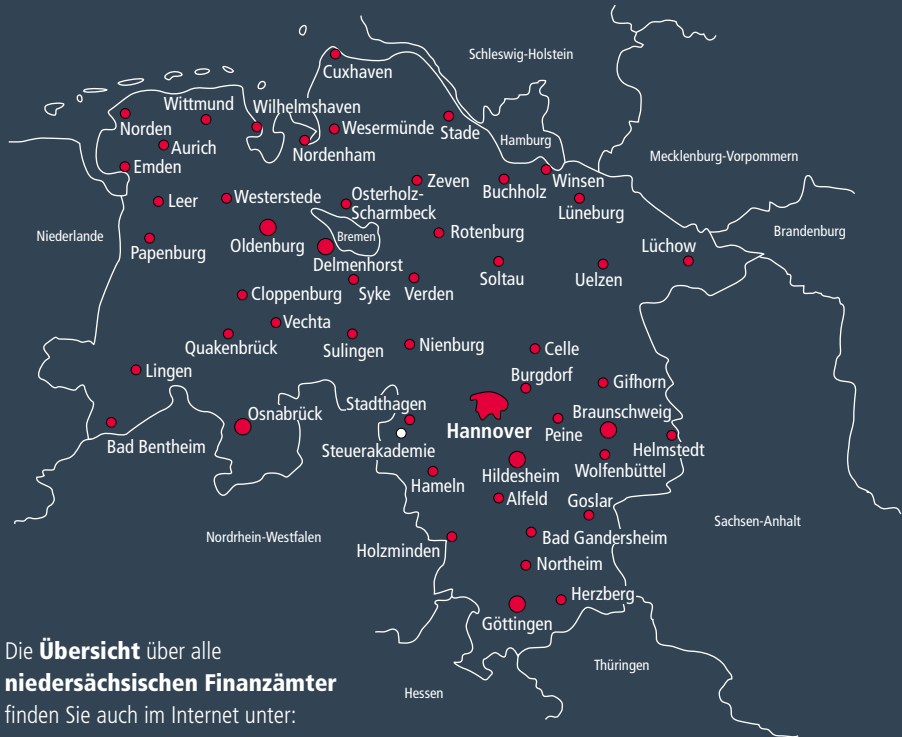 Schleswig-Holstein
Cuxhaven
Wittmund
Wilhelmshaven
Norden
Wesermünde
Stade
Hamburg
Aurich
Nordenham
Mecklenburg-Vorpommern
Emden
Zeven
Buchholz
Winsen
Leer
Westerstede
Osterholz-
Scharmbeck
Lüneburg
Niederlande
Oldenburg
Bremen
Rotenburg
Brandenburg
Papenburg
Delmenhorst
Lüchow
Soltau
Uelzen
Cloppenburg
Syke
Verden
Vechta
Quakenbrück
Sulingen
Nienburg
Celle
Lingen
Burgdorf
Gifhorn
Stadthagen
Osnabrück
Braunschweig
Hannover
Peine
Bad Bentheim
Steuerakademie
Helmstedt
Hildesheim
Wolfenbüttel
Hameln
Alfeld
Goslar
Sachsen-Anhalt
Nordrhein-Westfalen
Holzminden
Bad Gandersheim
Northeim
Herzberg
Göttingen
Thüringen
Hessen
Die Übersicht über alle
niedersächsischen Finanzämter
finden Sie auch im Internet unter: